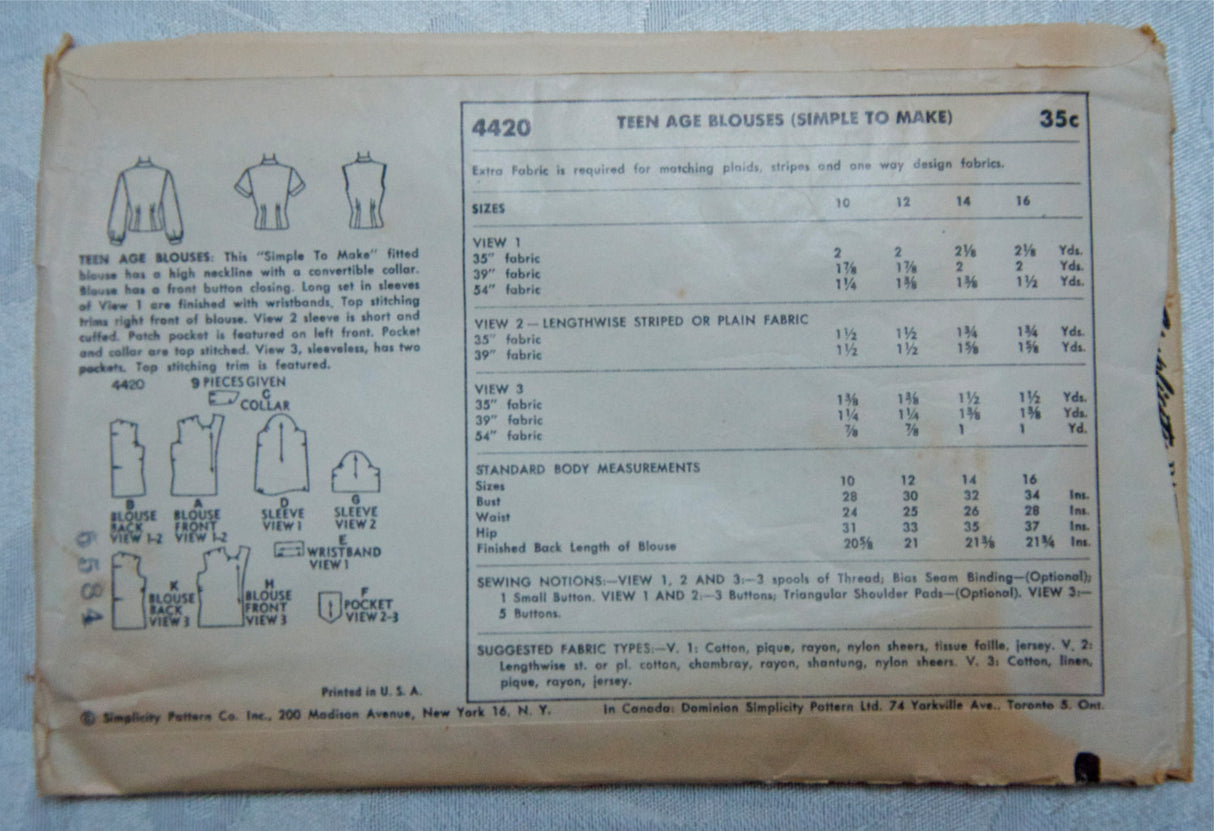 TEEN AGE BLOUSES: This "Simple To Make" fitted
blouse has a high neckline with a convertible collar.
Blouse has a front button closing. Long set in sleeves
of View 1 are finished with wristbands. Top stitching
trims right front of blouse. View 2 sleeve is short and
cuffed. Patch pocket is featured on left front. Pocket
and collar are top stitched. View 3, sleeveless, has two
pockets. Top stitching trim is featured.
4420 9 PIECES GIVEN
C
COLLAR
B
BLOUSE
BACK
VIEW 1-2
A
BLOUSE
FRONT
VIEW 1-2
D
SLEEVE
VIEW 1
G
SLEEVE
VIEW 2
E
WRISTBAND
VIEW 1
K
BLOUSE
BACK
VIEW 3
H
BLOUSE
FRONT
VIEW 3
F
POCKET
VIEW 2-3
5584
Printed in U. S. A.
4420 TEEN AGE BLOUSES (SIMPLE TO MAKE) 35c
Extra Fabric is required for matching plaids, stripes and one way design fabrics.
SIZES 10 12 14 16
VIEW 1
35" fabric 2 2 2⅛ 2⅛ Yds.
39" fabric 1⅞ 1⅞ 2 2 Yds.
54" fabric 1¼ 1⅜ 1⅜ 1½ Yds.
VIEW 2—LENGTHWISE STRIPED OR PLAIN FABRIC
35" fabric 1½ 1½ 1¾ 1¾ Yds.
39" fabric 1½ 1½ 1⅝ 1⅝ Yds.
VIEW 3
35" fabric 1⅜ 1⅜ 1½ 1½ Yds.
39" fabric 1¼ 1¼ 1⅜ 1⅜ Yds.
54" fabric ⅞ ⅞ 1 1 Yd.
STANDARD BODY MEASUREMENTS
Sizes 10 12 14 16
Bust 28 30 32 34 Ins.
Waist 24 25 26 28 Ins.
Hip 31 33 35 37 Ins.
Finished Back Length of Blouse 20⅝ 21 21⅜ 21¾ Ins.
SEWING NOTIONS:—VIEW 1, 2 AND 3:—3 spools of Thread; Bias Seam Binding—(Optional);
1 Small Button. VIEW 1 AND 2:—3 Buttons; Triangular Shoulder Pads—(Optional). VIEW 3:—
5 Buttons.
SUGGESTED FABRIC TYPES:—V. 1: Cotton, pique, rayon, nylon sheers, tissue faille, jersey. V. 2:
Lengthwise st. or pl. cotton, chambray, rayon, shantung, nylon sheers. V. 3: Cotton, linen,
pique, rayon, jersey.
© Simplicity Pattern Co. Inc., 200 Madison Avenue, New York 16, N. Y. In Canada: Dominion Simplicity Pattern Ltd. 74 Yorkville Ave., Toronto 5. Ont.